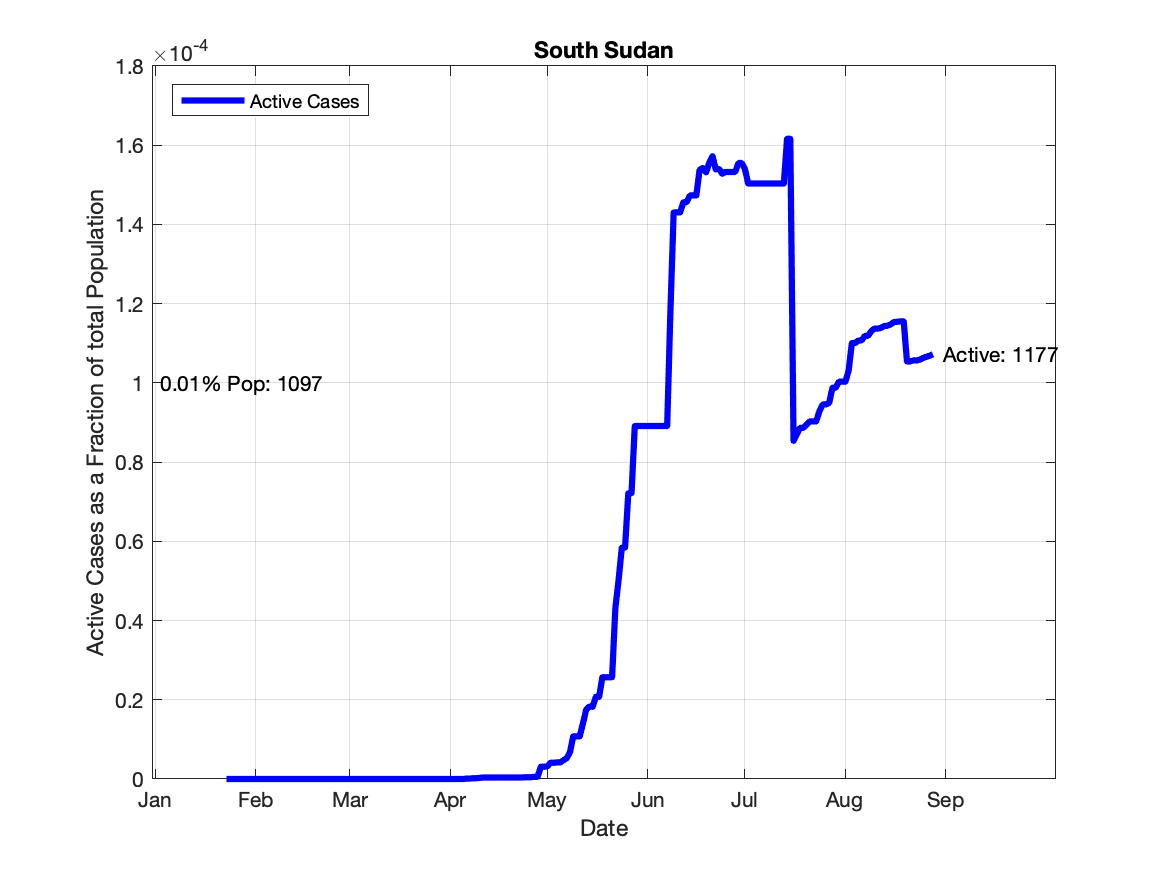 South Sudan
×10-4
Active Cases
1.8
1.6
1.4
1.2
1
0.8
0.6
0.4
0.2
0
Active Cases as a Fraction of total Population
0.01% Pop: 1097
Active: 1177
Jan Feb Mar Apr May Jun Jul Aug Sep
Date